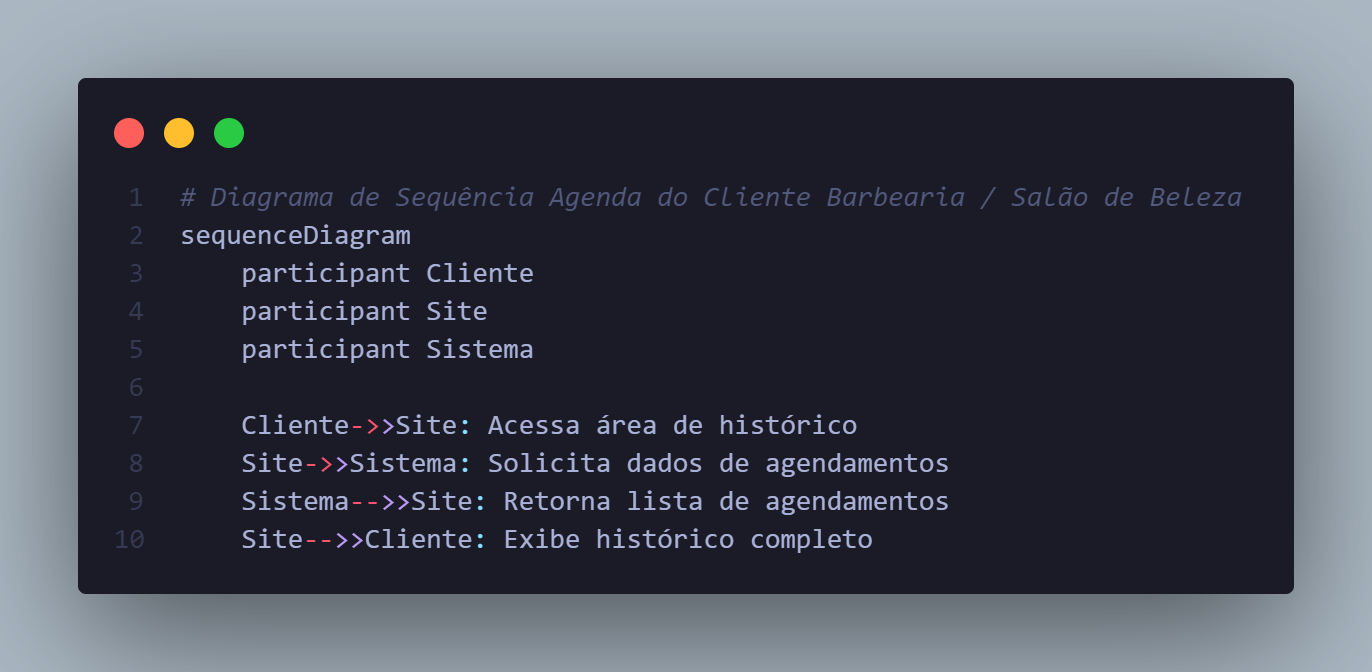 1 # Diagrama de Sequência Agenda do Cliente Barbearia / Salão de Beleza
2 sequenceDiagram
3     participant Cliente
4     participant Site
5     participant Sistema
6
7     Cliente->>Site: Acessa área de histórico
8     Site->>Sistema: Solicita dados de agendamentos
9     Sistema-->>Site: Retorna lista de agendamentos
10     Site-->>Cliente: Exibe histórico completo